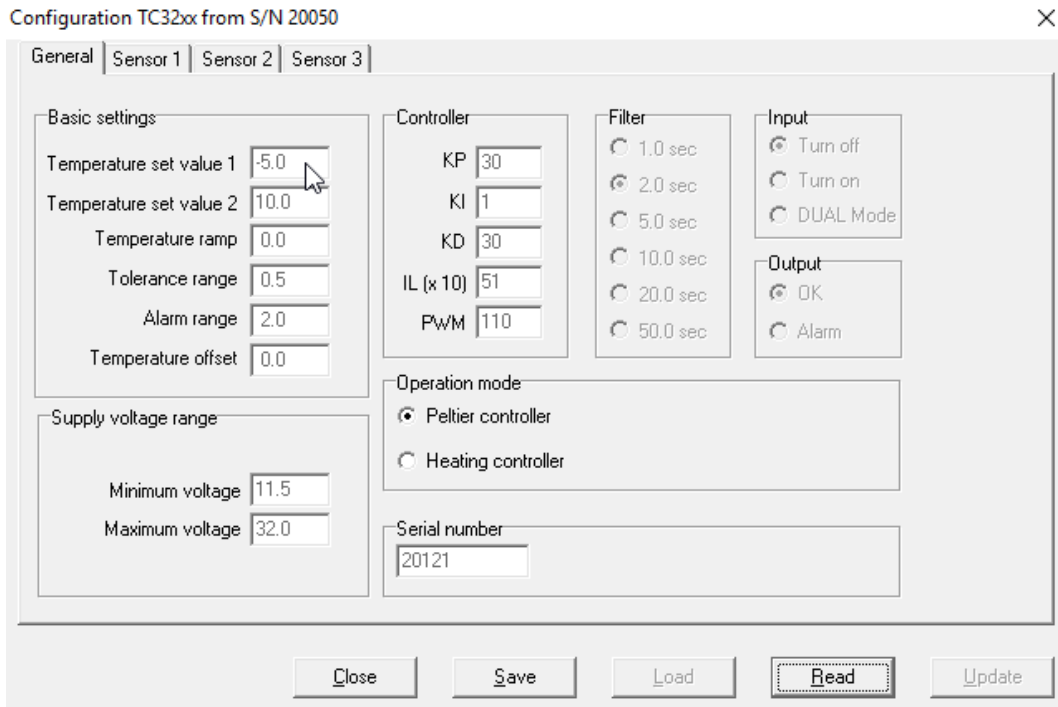 Configuration TC32xx from S/N 20050
General
Sensor 1
Sensor 2
Sensor 3
Basic settings
Temperature set value 1 -5.0
Temperature set value 2 10.0
Temperature ramp 0.0
Tolerance range 0.5
Alarm range 2.0
Temperature offset 0.0
Supply voltage range
Minimum voltage 11.5
Maximum voltage 32.0
Controller
KP 30
KI 1
KD 30
IL (x 10) 51
PWM 110
Filter
1.0 sec
2.0 sec
5.0 sec
10.0 sec
20.0 sec
50.0 sec
Input
Turn off
Turn on
DUAL Mode
Output
OK
Alarm
Operation mode
Peltier controller
Heating controller
Serial number
20121
Close
Save
Load
Read
Update